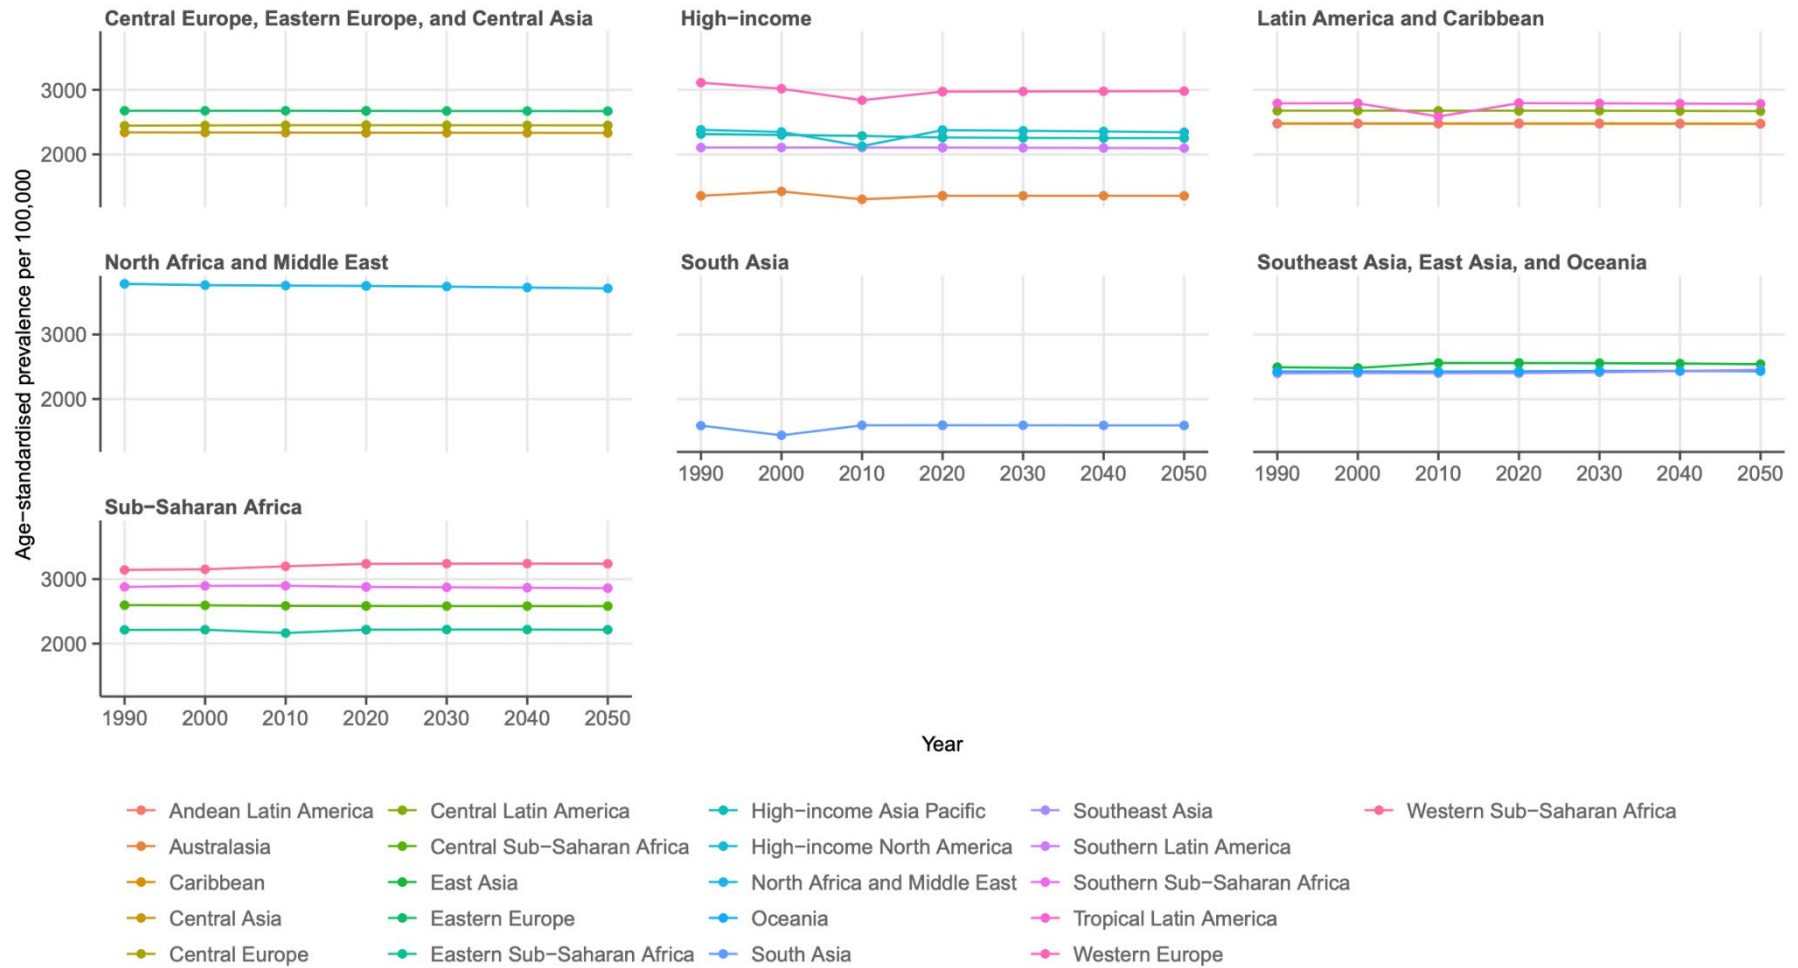 Central Europe, Eastern Europe, and Central Asia
High−income
Latin America and Caribbean
3000
2000
North Africa and Middle East
South Asia
Southeast Asia, East Asia, and Oceania
3000
2000
1990 2000 2010 2020 2030 2040 2050
1990 2000 2010 2020 2030 2040 2050
Sub−Saharan Africa
3000
2000
1990 2000 2010 2020 2030 2040 2050
Age−standardised prevalence per 100,000
Year
Andean Latin America
Australasia
Caribbean
Central Asia
Central Europe
Central Latin America
Central Sub−Saharan Africa
East Asia
Eastern Europe
Eastern Sub−Saharan Africa
High−income Asia Pacific
High−income North America
North Africa and Middle East
Oceania
South Asia
Southeast Asia
Southern Latin America
Southern Sub−Saharan Africa
Tropical Latin America
Western Europe
Western Sub−Saharan Africa